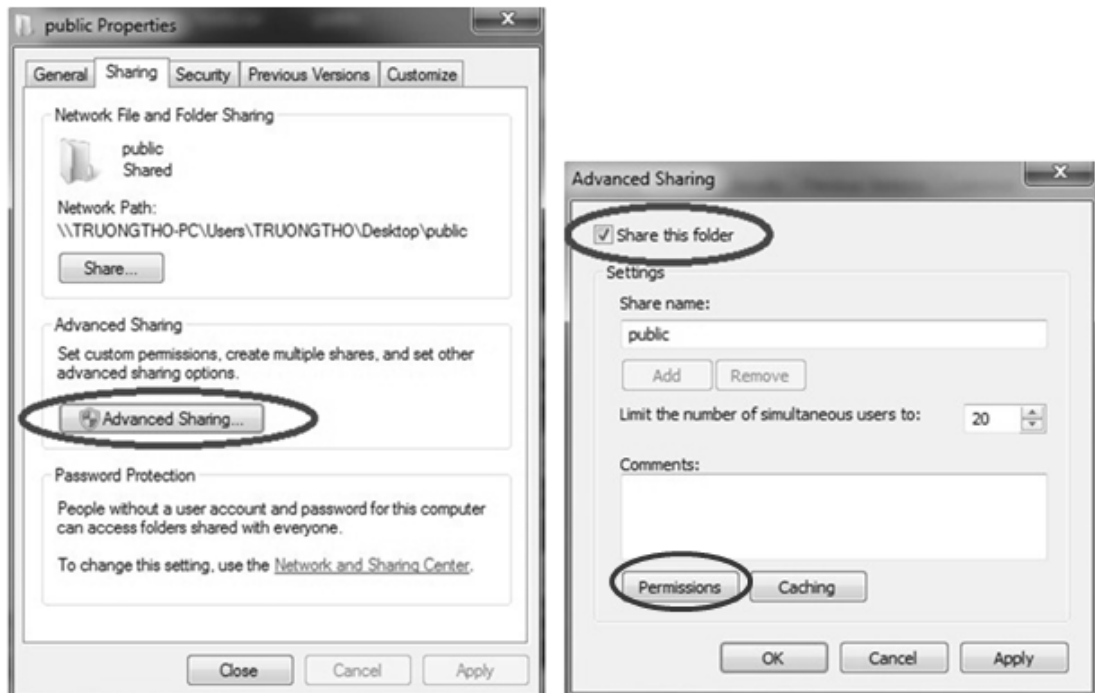 public Properties
General Sharing Security Previous Versions Customize
Network File and Folder Sharing
public
Shared
Network Path:
\\TRUONGTHO-PC\Users\TRUONGTHO\Desktop\public
Share...
Advanced Sharing
Set custom permissions, create multiple shares, and set other
advanced sharing options.
Advanced Sharing...
Password Protection
People without a user account and password for this computer
can access folders shared with everyone.
To change this setting, use the Network and Sharing Center.
Close Cancel Apply
Advanced Sharing
Share this folder
Settings
Share name:
public
Add Remove
Limit the number of simultaneous users to: 20
Comments:
Permissions Caching
OK Cancel Apply